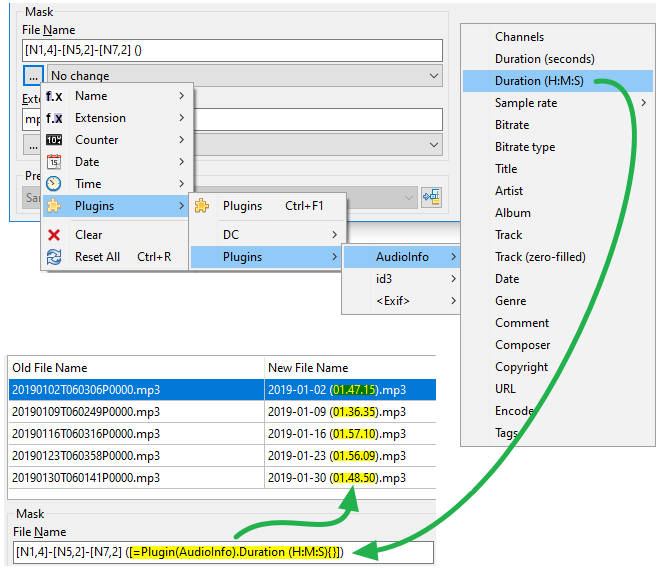 Mask
File Name
[N1,4]-[N5,2]-[N7,2] ()
... No change
Exte
mp
...
Pre
Sa
Name
Extension
Counter
Date
Time
Plugins
Clear
Reset All Ctrl+R
Plugins Ctrl+F1
DC
Plugins
AudioInfo
id3
<Exif>
Channels
Duration (seconds)
Duration (H:M:S)
Sample rate
Bitrate
Bitrate type
Title
Artist
Album
Track
Track (zero-filled)
Date
Genre
Comment
Composer
Copyright
URL
Encode
Tags
Old File Name New File Name
20190102T060306P0000.mp3 2019-01-02 (01.47.15).mp3
20190109T060249P0000.mp3 2019-01-09 (01.36.35).mp3
20190116T060316P0000.mp3 2019-01-16 (01.57.10).mp3
20190123T060358P0000.mp3 2019-01-23 (01.56.09).mp3
20190130T060141P0000.mp3 2019-01-30 (01.48.50).mp3
Mask
File Name
[N1,4]-[N5,2]-[N7,2] ([=Plugin(AudioInfo).Duration (H:M:S){}])